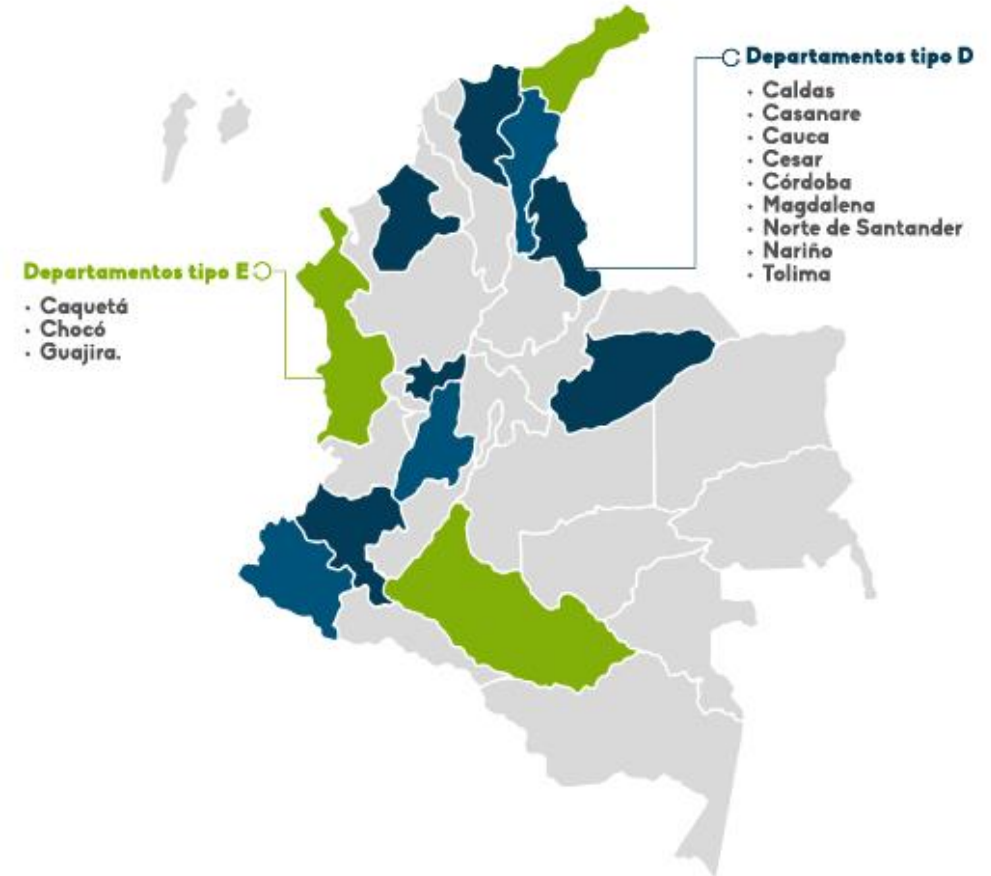 Departamentos tipo D
· Caldas
· Casanare
· Cauca
· Cesar
· Córdoba
· Magdalena
· Norte de Santander
· Nariño
· Tolima
Departamentos tipo E
· Caquetá
· Chocó
· Guajira.